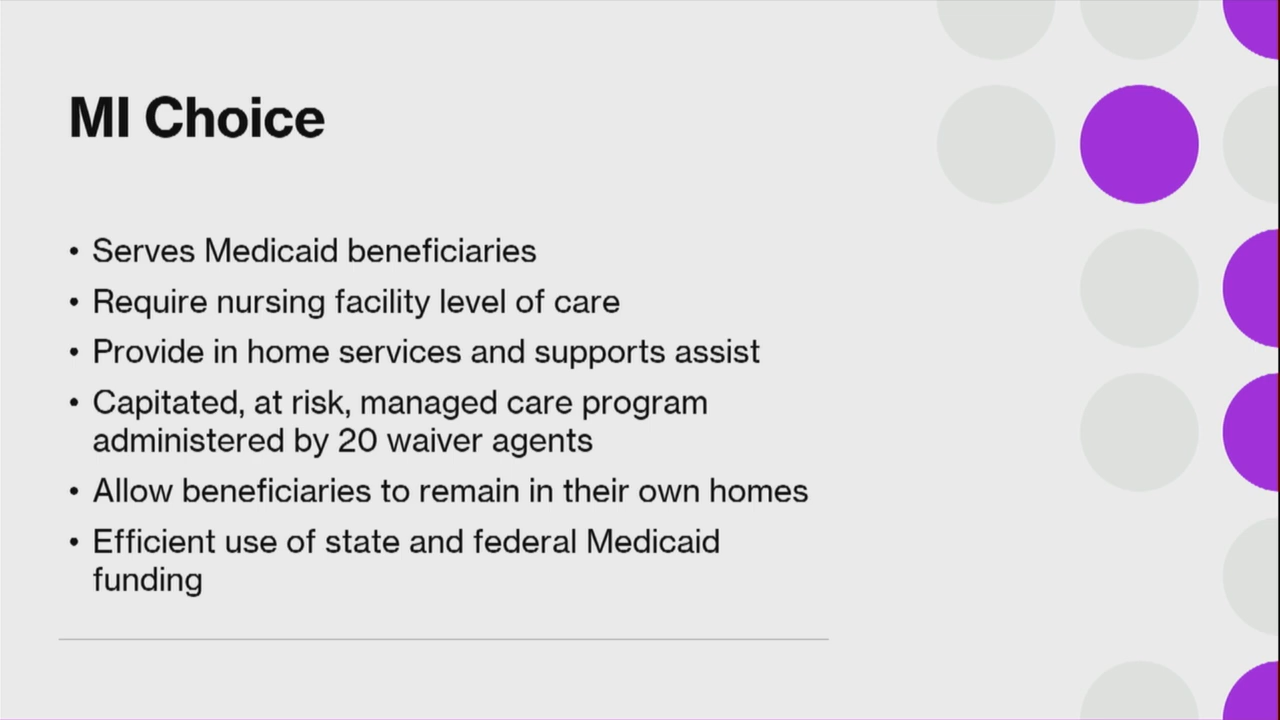 MI Choice
• Serves Medicaid beneficiaries
• Require nursing facility level of care
• Provide in home services and supports assist
• Capitated, at risk, managed care program
administered by 20 waiver agents
• Allow beneficiaries to remain in their own homes
• Efficient use of state and federal Medicaid
funding